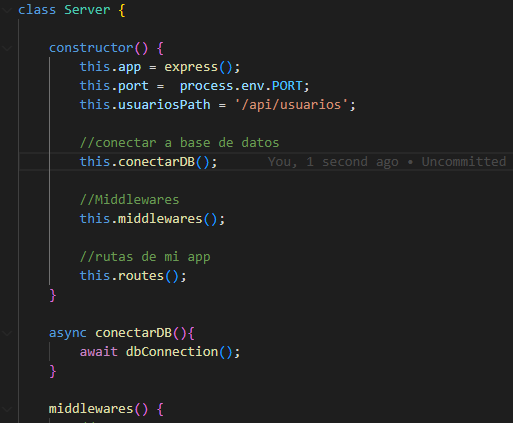 class Server {
constructor() {
this.app = express();
this.port =  process.env.PORT;
this.usuariosPath = '/api/usuarios';
//conectar a base de datos
this.conectarDB(); You, 1 second ago • Uncommitted
//Middlewares
this.middlewares();
//rutas de mi app
this.routes();
}
async conectarDB(){
await dbConnection();
}
middlewares() {